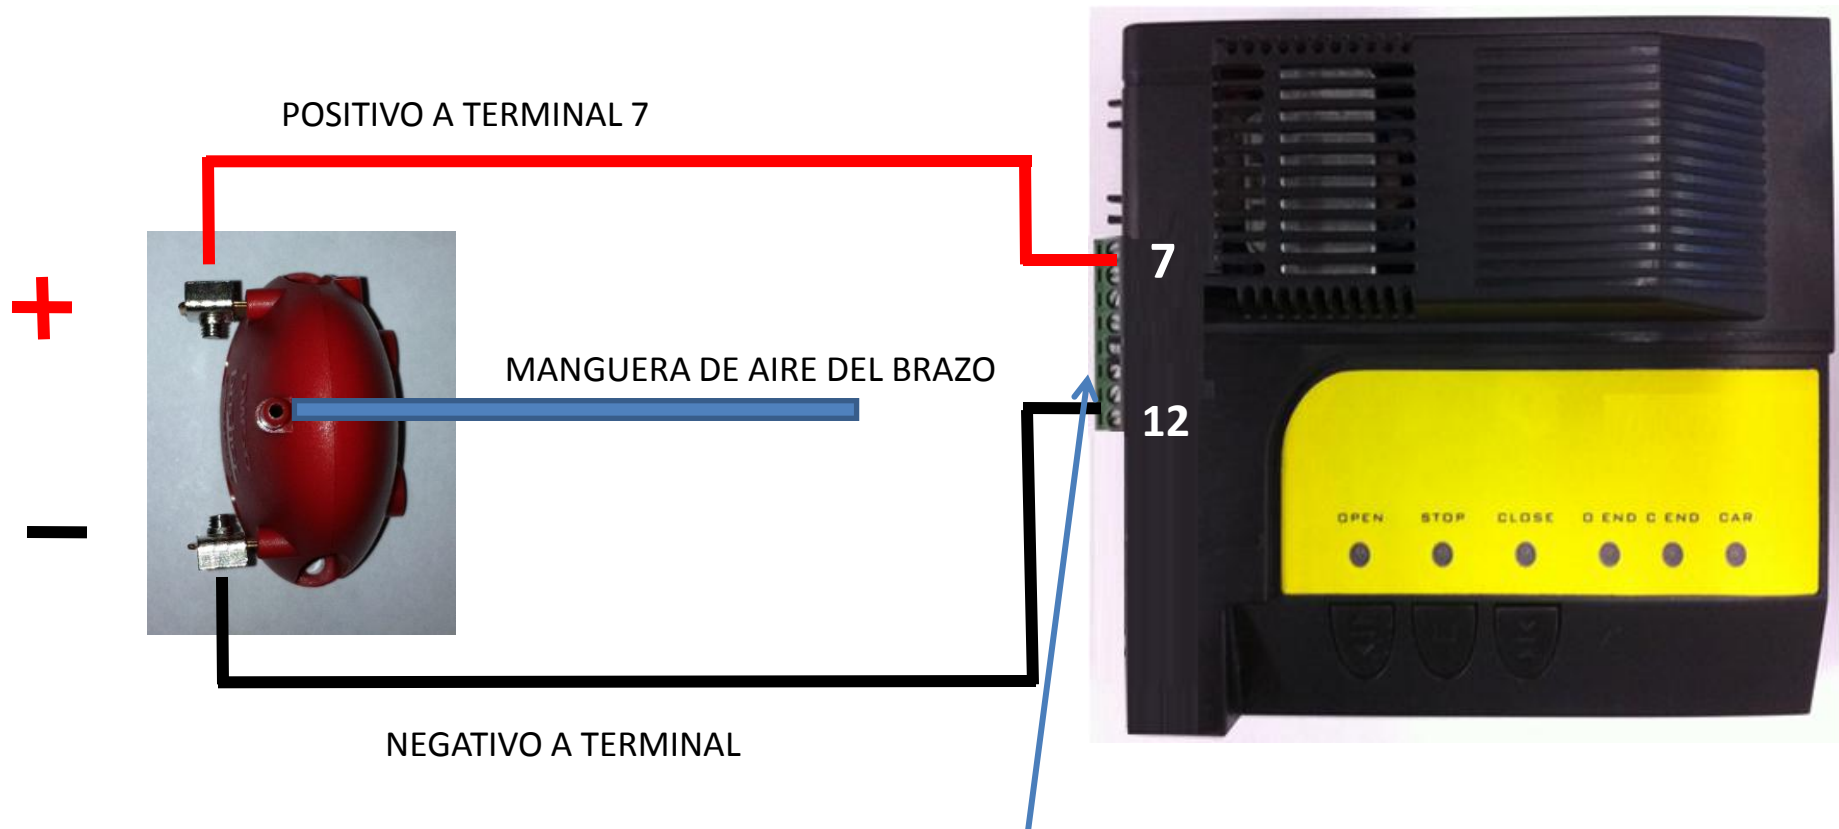 POSITIVO A TERMINAL 7
+
7
MANGUERA DE AIRE DEL BRAZO
12
OPEN STOP CLOSE O END C END CAR
—
NEGATIVO A TERMINAL